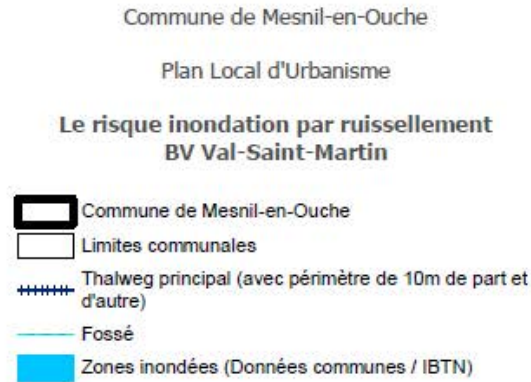 Commune de Mesnil-en-Ouche
Plan Local d'Urbanisme
Le risque inondation par ruissellement
BV Val-Saint-Martin
Commune de Mesnil-en-Ouche
Limites communales
Thalweg principal (avec périmètre de 10m de part et
d'autre)
Fossé
Zones inondées (Données communes / IBTN)